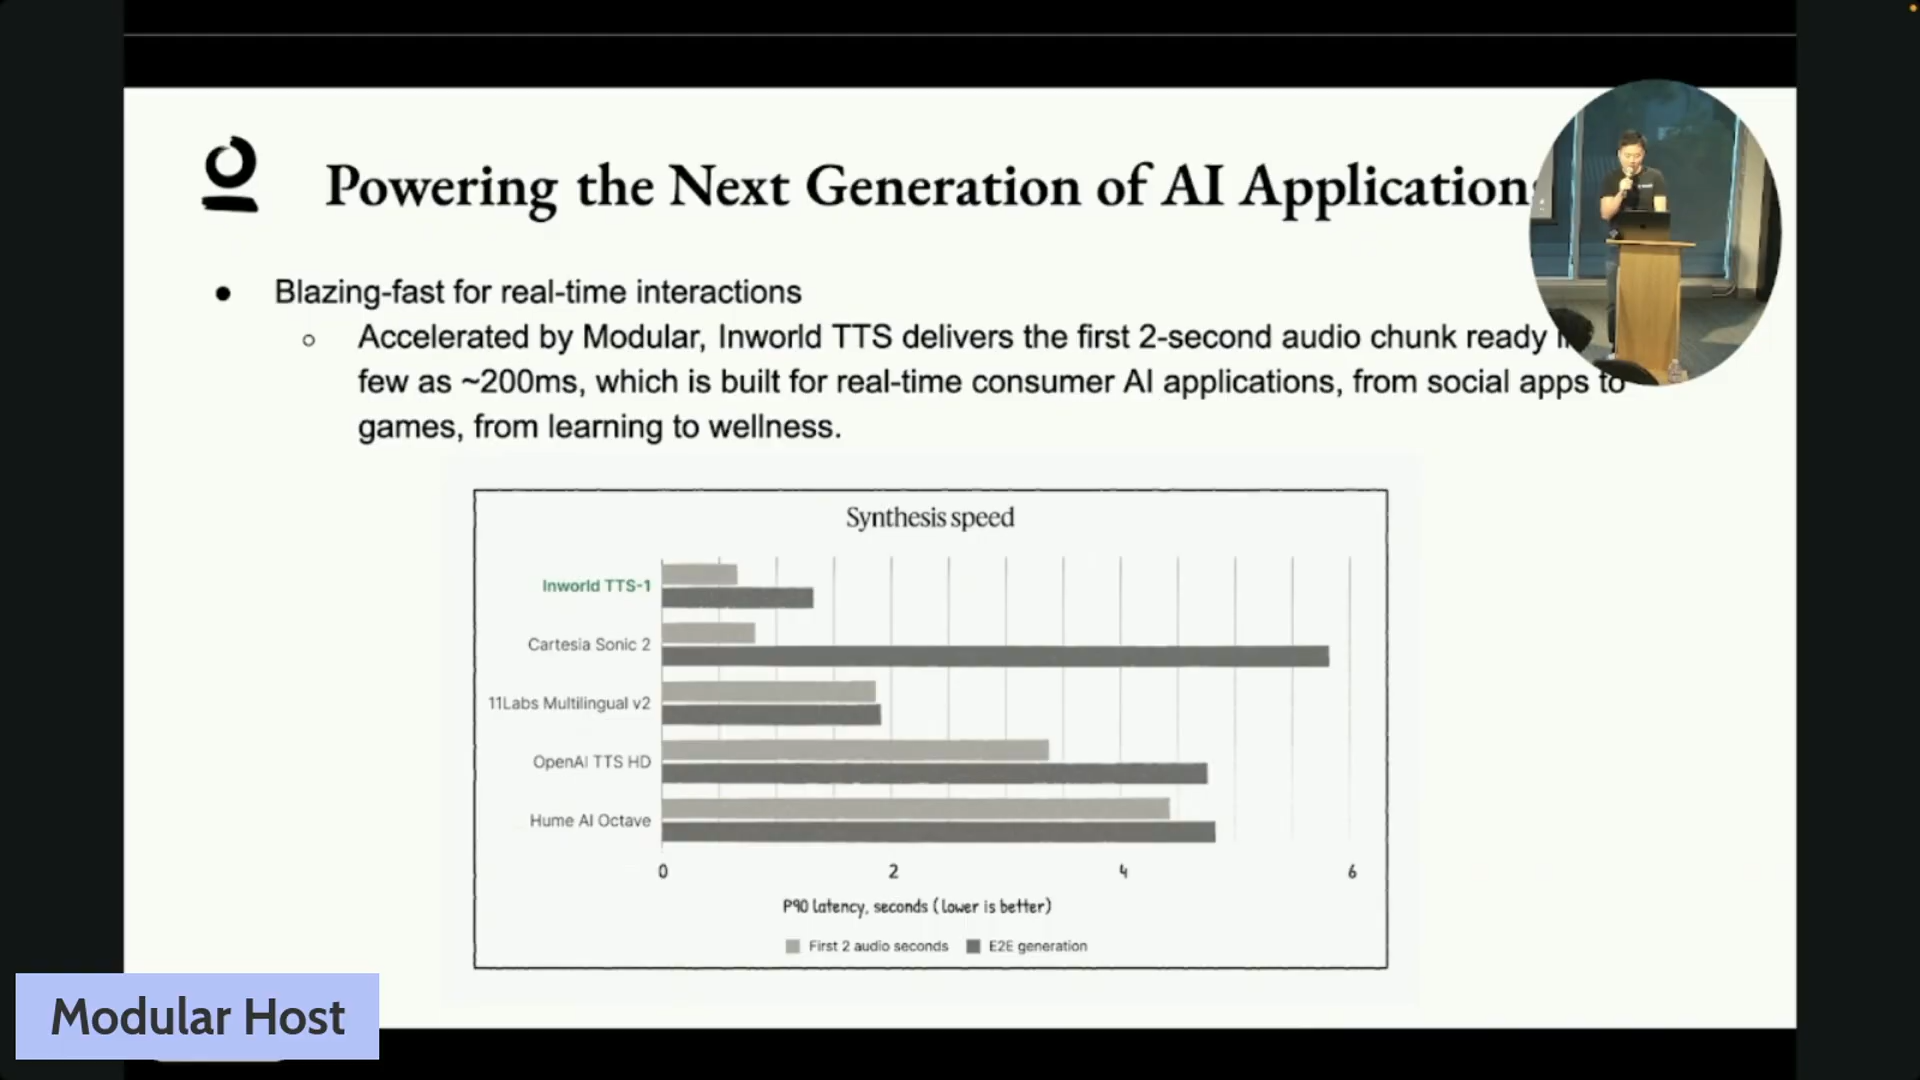 Powering the Next Generation of AI Application
Blazing-fast for real-time interactions
Accelerated by Modular, Inworld TTS delivers the first 2-second audio chunk ready
few as ~200ms, which is built for real-time consumer AI applications, from social apps to
games, from learning to wellness.
Synthesis speed
Inworld TTS-1
Cartesia Sonic 2
11Labs Multilingual v2
OpenAI TTS HD
Hume AI Octave
0 2 4 6
P90 latency, seconds (lower is better)
First 2 audio seconds E2E generation
Modular Host